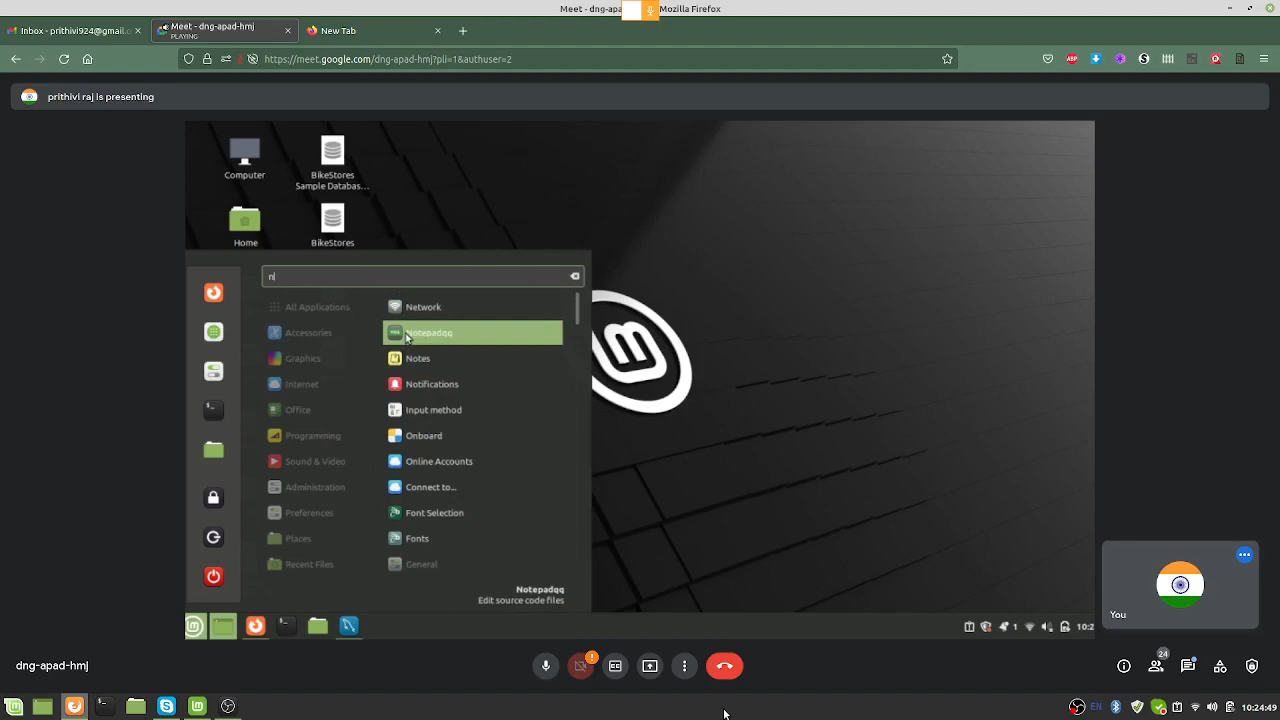 Meet - dng-apa
Mozilla Firefox
Inbox - prithivi924@gmail.c
Meet - dng-apad-hmj
PLAYING
New Tab
https://meet.google.com/dng-apad-hmj?pli=1&authuser=2
ABP
prithivi raj is presenting
Computer
BikeStores
Sample Databas...
Home
BikeStores
n
All Applications
Network
Accessories
Notepadqq
Graphics
Notes
Internet
Notifications
Office
Input method
Programming
Onboard
Sound & Video
Online Accounts
Administration
Connect to...
Preferences
Font Selection
Places
Fonts
Recent Files
General
Notepadqq
Edit source code files
You
1
10:2
dng-apad-hmj
24
EN
10:24:49